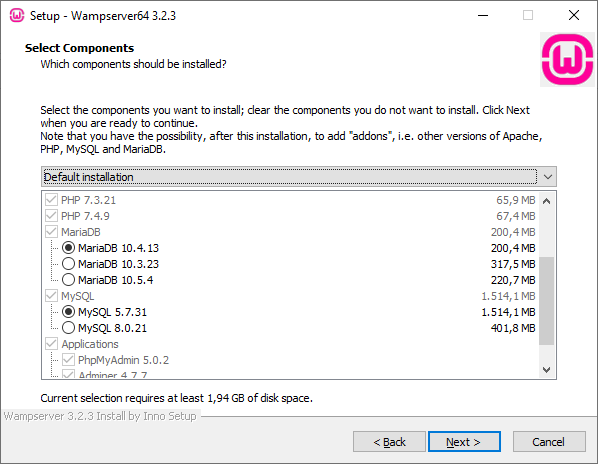 Setup - Wampserver64 3.2.3
Select Components
Which components should be installed?
Select the components you want to install; clear the components you do not want to install. Click Next
when you are ready to continue.
Note that you have the possibility, after this installation, to add "addons", i.e. other versions of Apache,
PHP, MySQL and MariaDB.
Default installation
PHP 7.3.21 65,9 MB
PHP 7.4.9 67,4 MB
MariaDB 200,4 MB
MariaDB 10.4.13 200,4 MB
MariaDB 10.3.23 317,5 MB
MariaDB 10.5.4 220,7 MB
MySQL 1.514,1 MB
MySQL 5.7.31 1.514,1 MB
MySQL 8.0.21 401,8 MB
Applications
PhpMyAdmin 5.0.2
Adminer 4.7.7
Current selection requires at least 1,94 GB of disk space.
Wampserver 3.2.3 Install by Inno Setup
< Back Next > Cancel